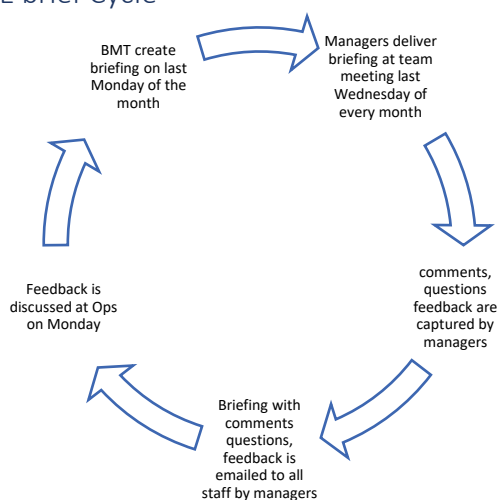 E-brief Cycle
BMT create
briefing on last
Monday of the
month
Managers deliver
briefing at team
meeting last
Wednesday of
every month
comments,
questions
feedback are
captured by
managers
Briefing with
comments
questions,
feedback is
emailed to all
staff by managers
Feedback is
discussed at Ops
on Monday